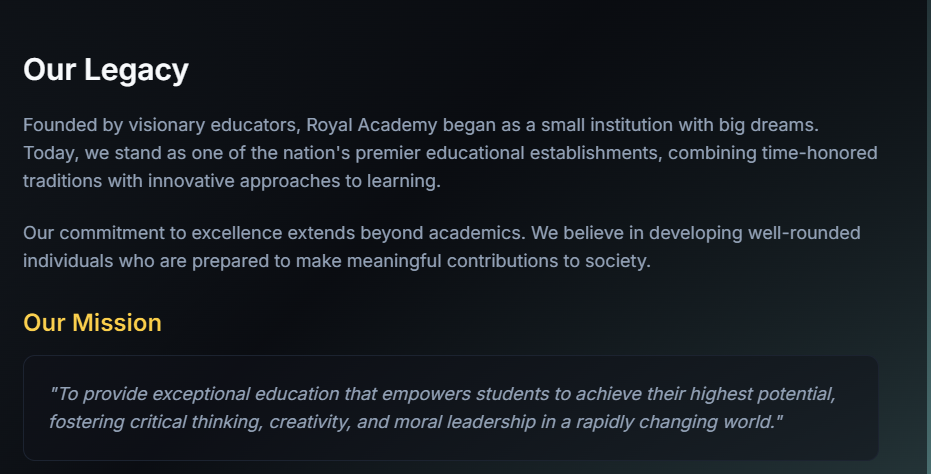 Our Legacy
Founded by visionary educators, Royal Academy began as a small institution with big dreams.
Today, we stand as one of the nation's premier educational establishments, combining time-honored
traditions with innovative approaches to learning.
Our commitment to excellence extends beyond academics. We believe in developing well-rounded
individuals who are prepared to make meaningful contributions to society.
Our Mission
"To provide exceptional education that empowers students to achieve their highest potential,
fostering critical thinking, creativity, and moral leadership in a rapidly changing world."